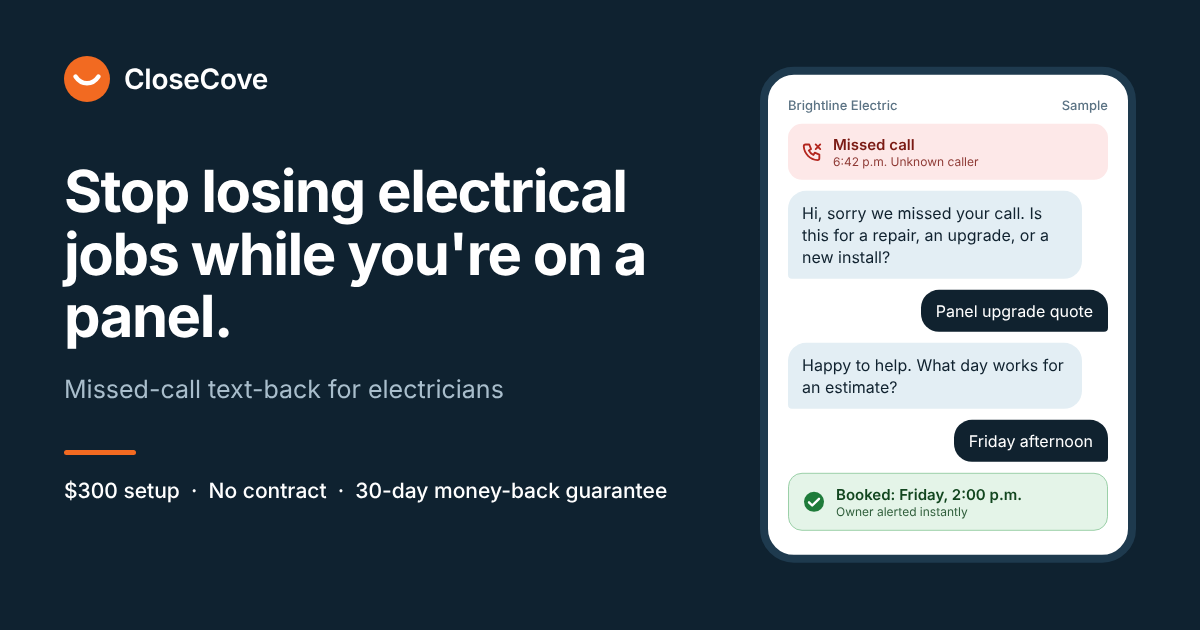 CloseCove
Stop losing electrical
jobs while you're on a
panel.
Missed-call text-back for electricians
$300 setup · No contract · 30-day money-back guarantee
Brightline Electric
Sample
Missed call
6:42 p.m. Unknown caller
Hi, sorry we missed your call. Is
this for a repair, an upgrade, or a
new install?
Panel upgrade quote
Happy to help. What day works for
an estimate?
Friday afternoon
Booked: Friday, 2:00 p.m.
Owner alerted instantly